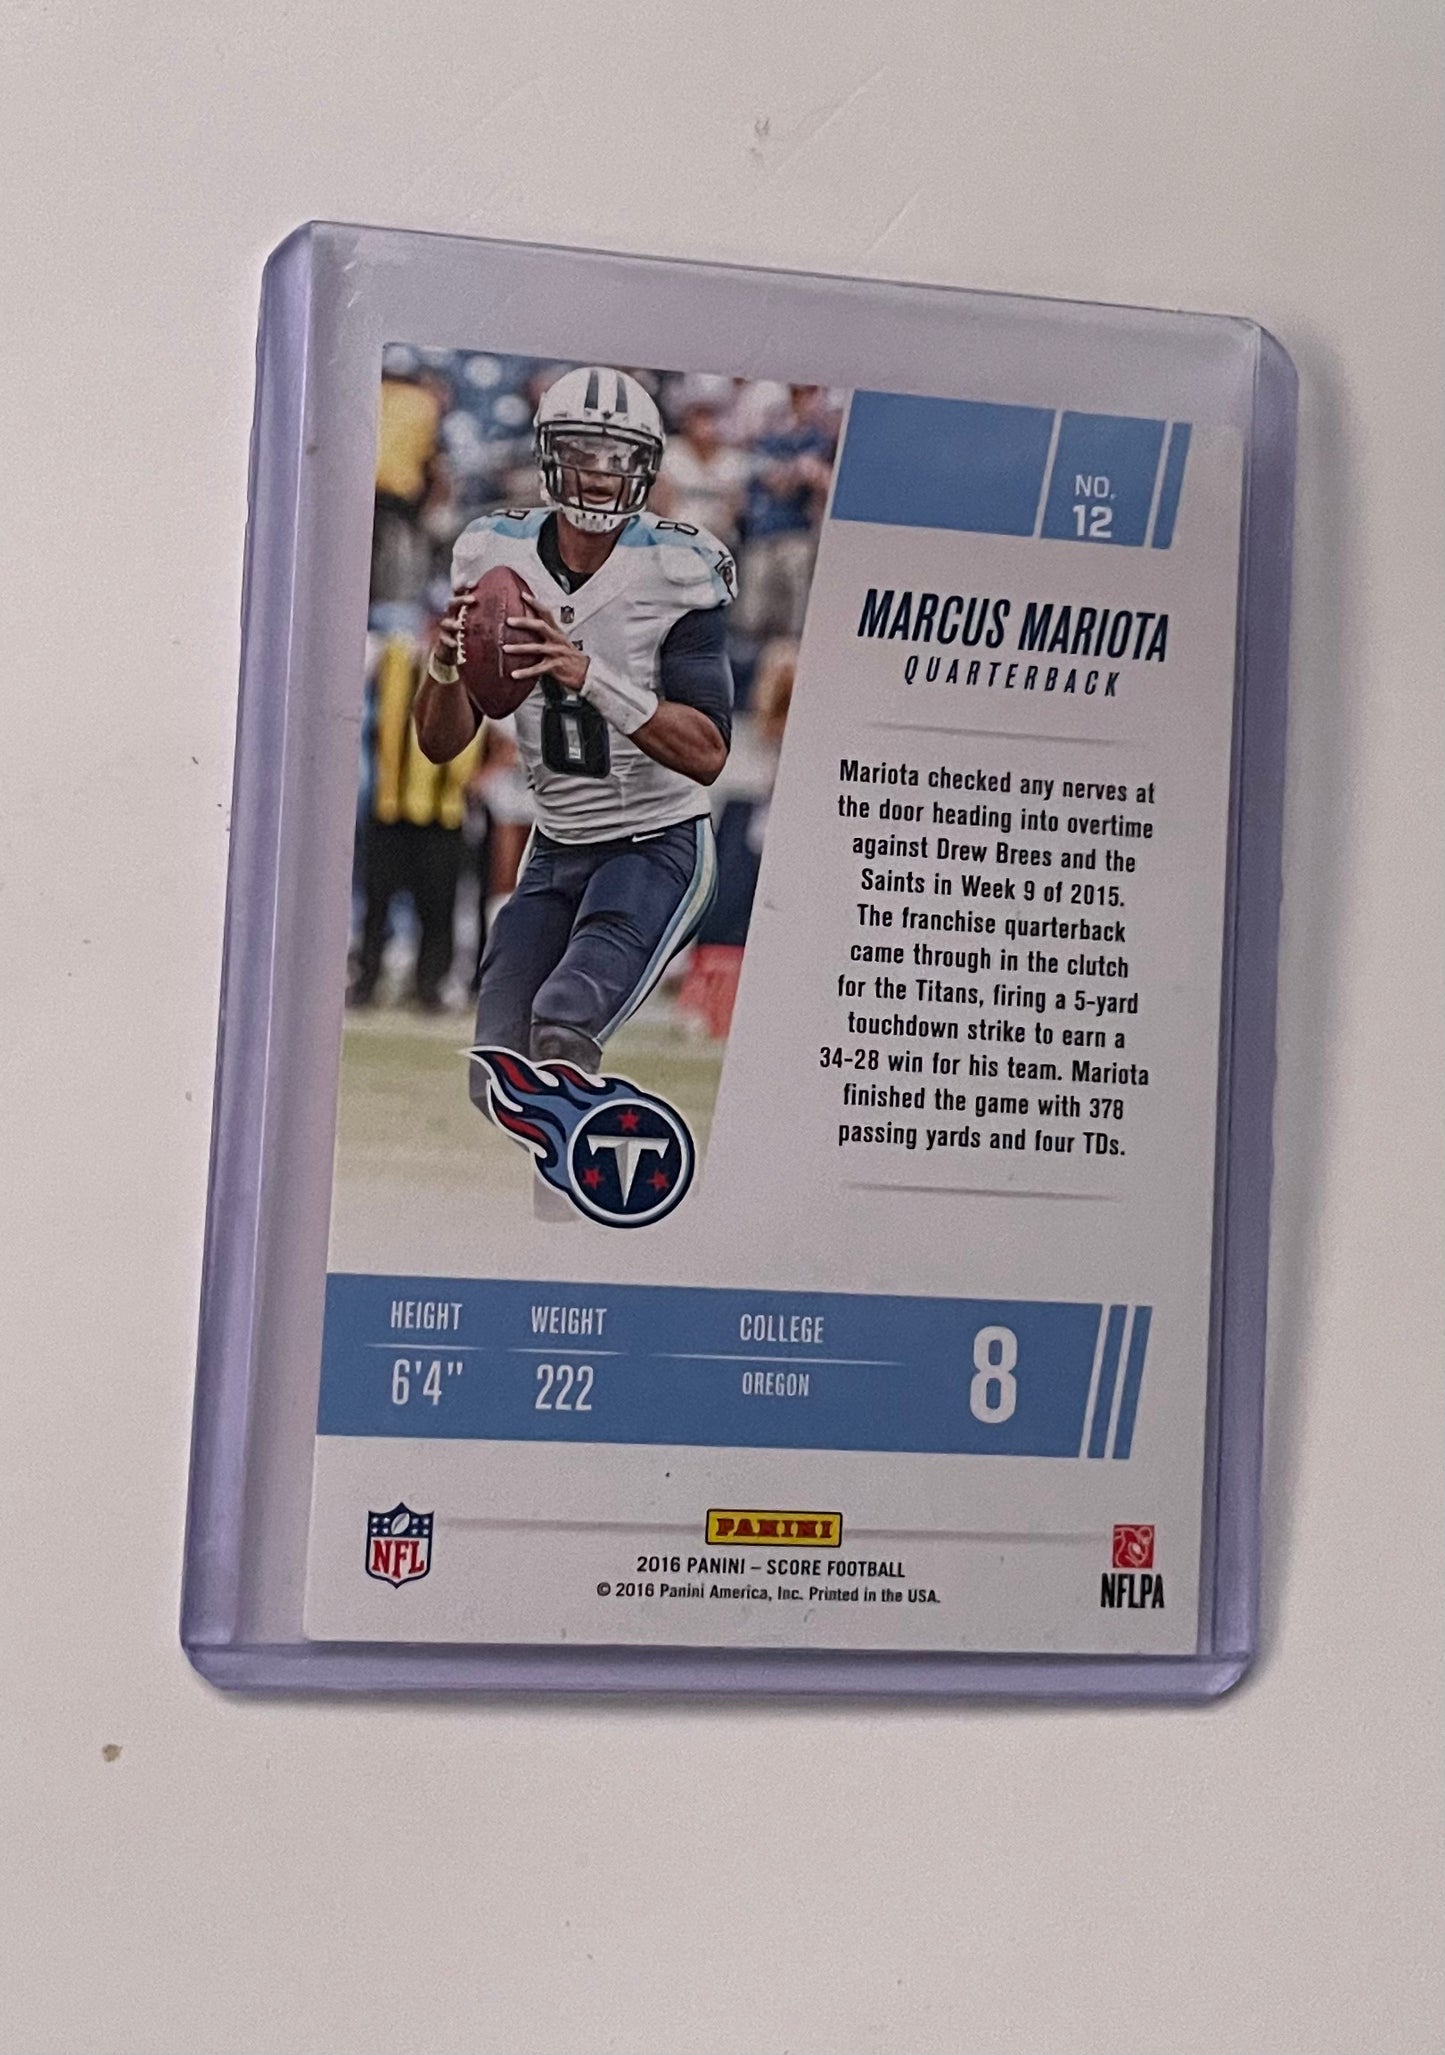 NO.
12
MARCUS MARIOTA
QUARTERBACK
Mariota checked any nerves at
the door heading into overtime
against Drew Brees and the
Saints in Week 9 of 2015.
The franchise quarterback
came through in the clutch
for the Titans, firing a 5-yard
touchdown strike to earn a
34-28 win for his team. Mariota
finished the game with 378
passing yards and four TDs.
8
8
8
T
HEIGHT WEIGHT COLLEGE
6'4" 222 OREGON
8
NFL
PANINI
2016 PANINI – SCORE FOOTBALL
© 2016 Panini America, Inc. Printed in the USA.
NFLPA